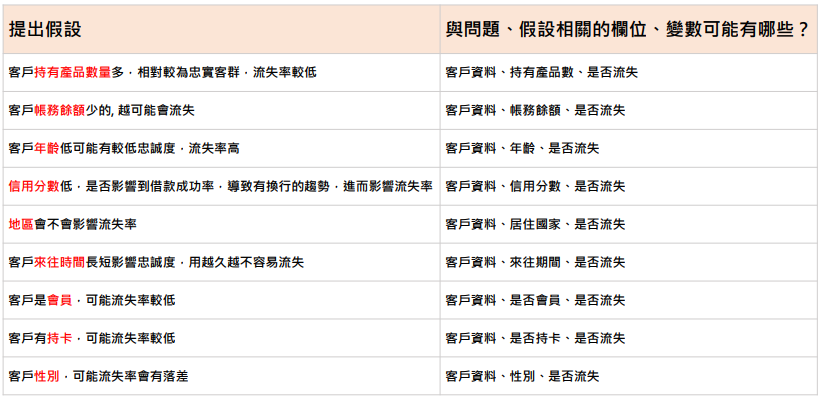 提出假設
與問題、假設相關的欄位、變數可能有哪些？
客戶持有產品數量多，相對較為忠實客群，流失率較低
客戶資料、持有產品數、是否流失
客戶帳務餘額少的, 越可能會流失
客戶資料、帳務餘額、是否流失
客戶年齡低可能有較低忠誠度，流失率高
客戶資料、年齡、是否流失
信用分數低，是否影響到借款成功率，導致有換行的趨勢，進而影響流失率
客戶資料、信用分數、是否流失
地區會不會影響流失率
客戶資料、居住國家、是否流失
客戶來往時間長短影響忠誠度，用越久越不容易流失
客戶資料、來往期間、是否流失
客戶是會員，可能流失率較低
客戶資料、是否會員、是否流失
客戶有持卡，可能流失率較低
客戶資料、是否持卡、是否流失
客戶性別，可能流失率會有落差
客戶資料、性別、是否流失